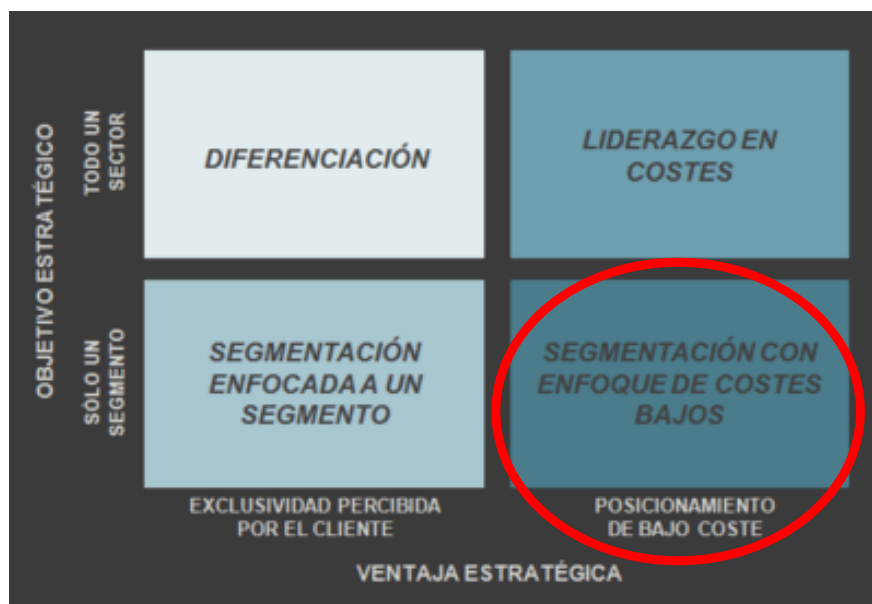 OBJETIVO ESTRATÉGICO
TODO UN
SECTOR
DIFERENCIACIÓN
LIDERAZGO EN
COSTES
SÓLO UN
SEGMENTO
SEGMENTACIÓN
ENFOCADA A UN
SEGMENTO
SEGMENTACIÓN CON
ENFOQUE DE COSTES
BAJOS
EXCLUSIVIDAD PERCIBIDA
POR EL CLIENTE
POSICIONAMIENTO
DE BAJO COSTE
VENTAJA ESTRATÉGICA